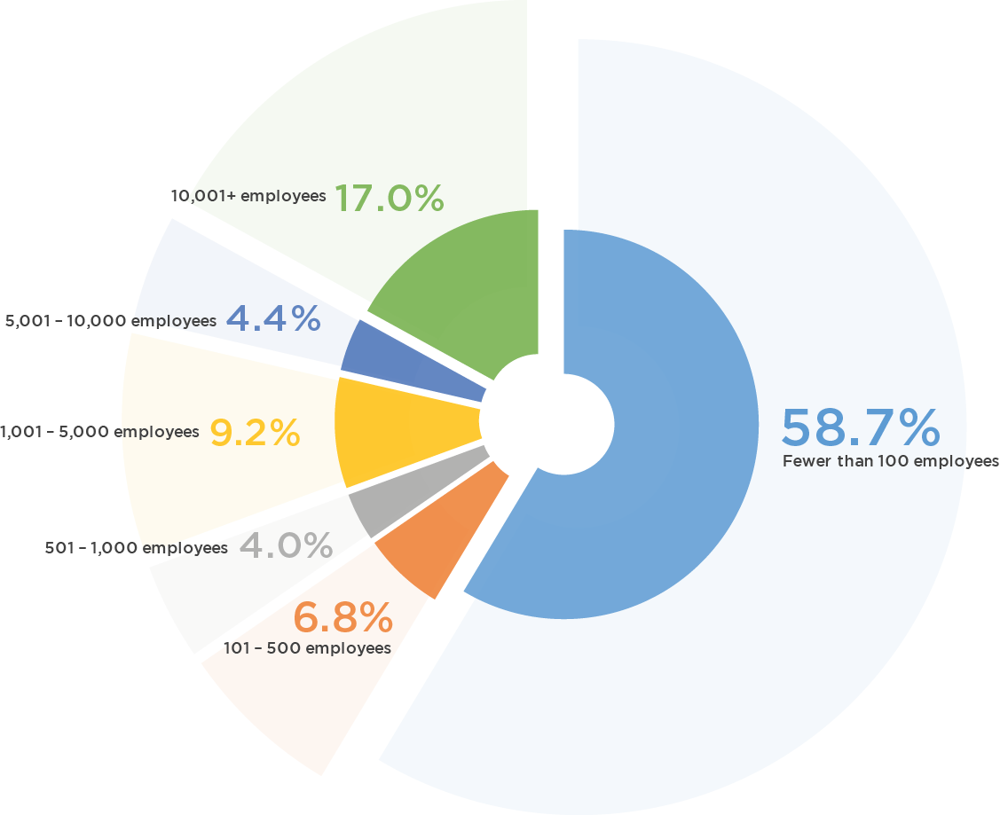 10,001+ employees 17.0%
5,001 – 10,000 employees 4.4%
58.7%
Fewer than 100 employees
1,001 – 5,000 employees 9.2%
501 – 1,000 employees 4.0%
6.8%
101 – 500 employees